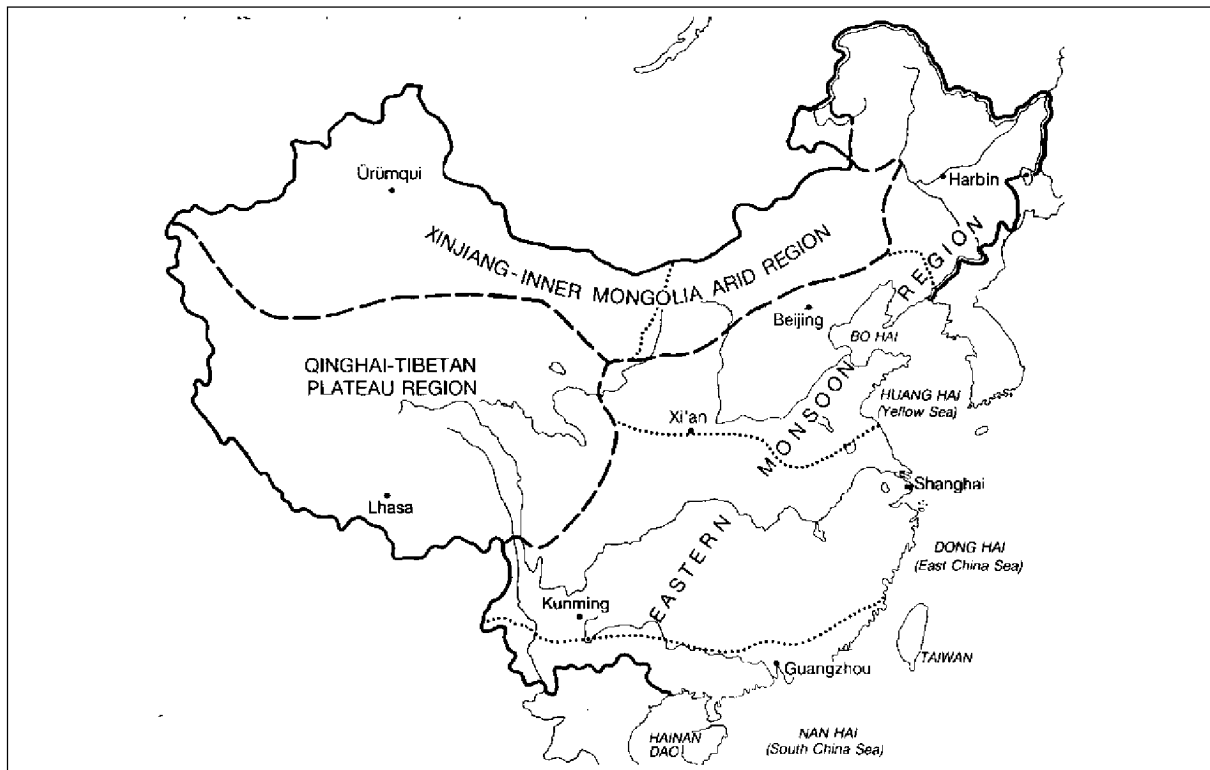 Ürümqui
Harbin
XINJIANG-INNER MONGOLIA ARID REGION
Beijing
BO HAI
QINGHAI-TIBETAN
PLATEAU REGION
HUANG HAI
(Yellow Sea)
Xi'an
EASTERN MONSOON REGION
Shanghai
Lhasa
DONG HAI
(East China Sea)
Kunming
TAIWAN
Guangzhou
HAINAN
DAO
NAN HAI
(South China Sea)